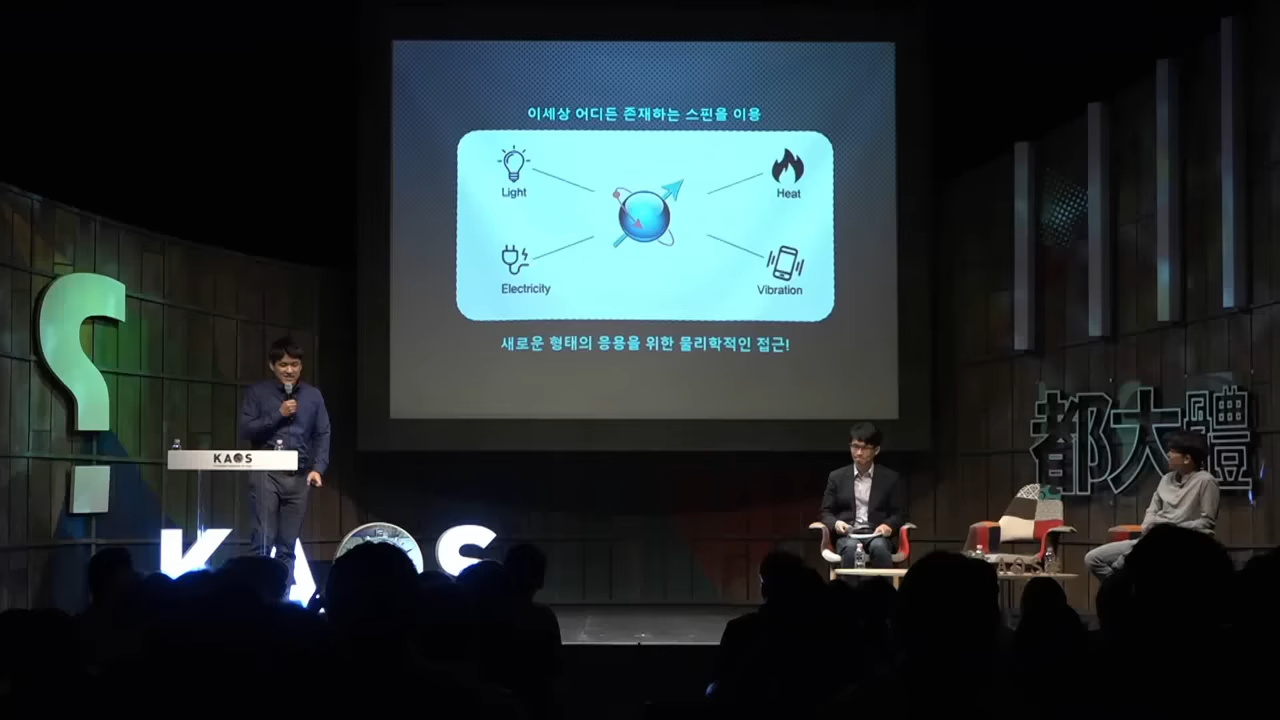 이세상 어디든 존재하는 스핀을 이용
Light
Heat
Electricity
Vibration
새로운 형태의 응용을 위한 물리학적인 접근!
KAOS
KAOS
都大體
?